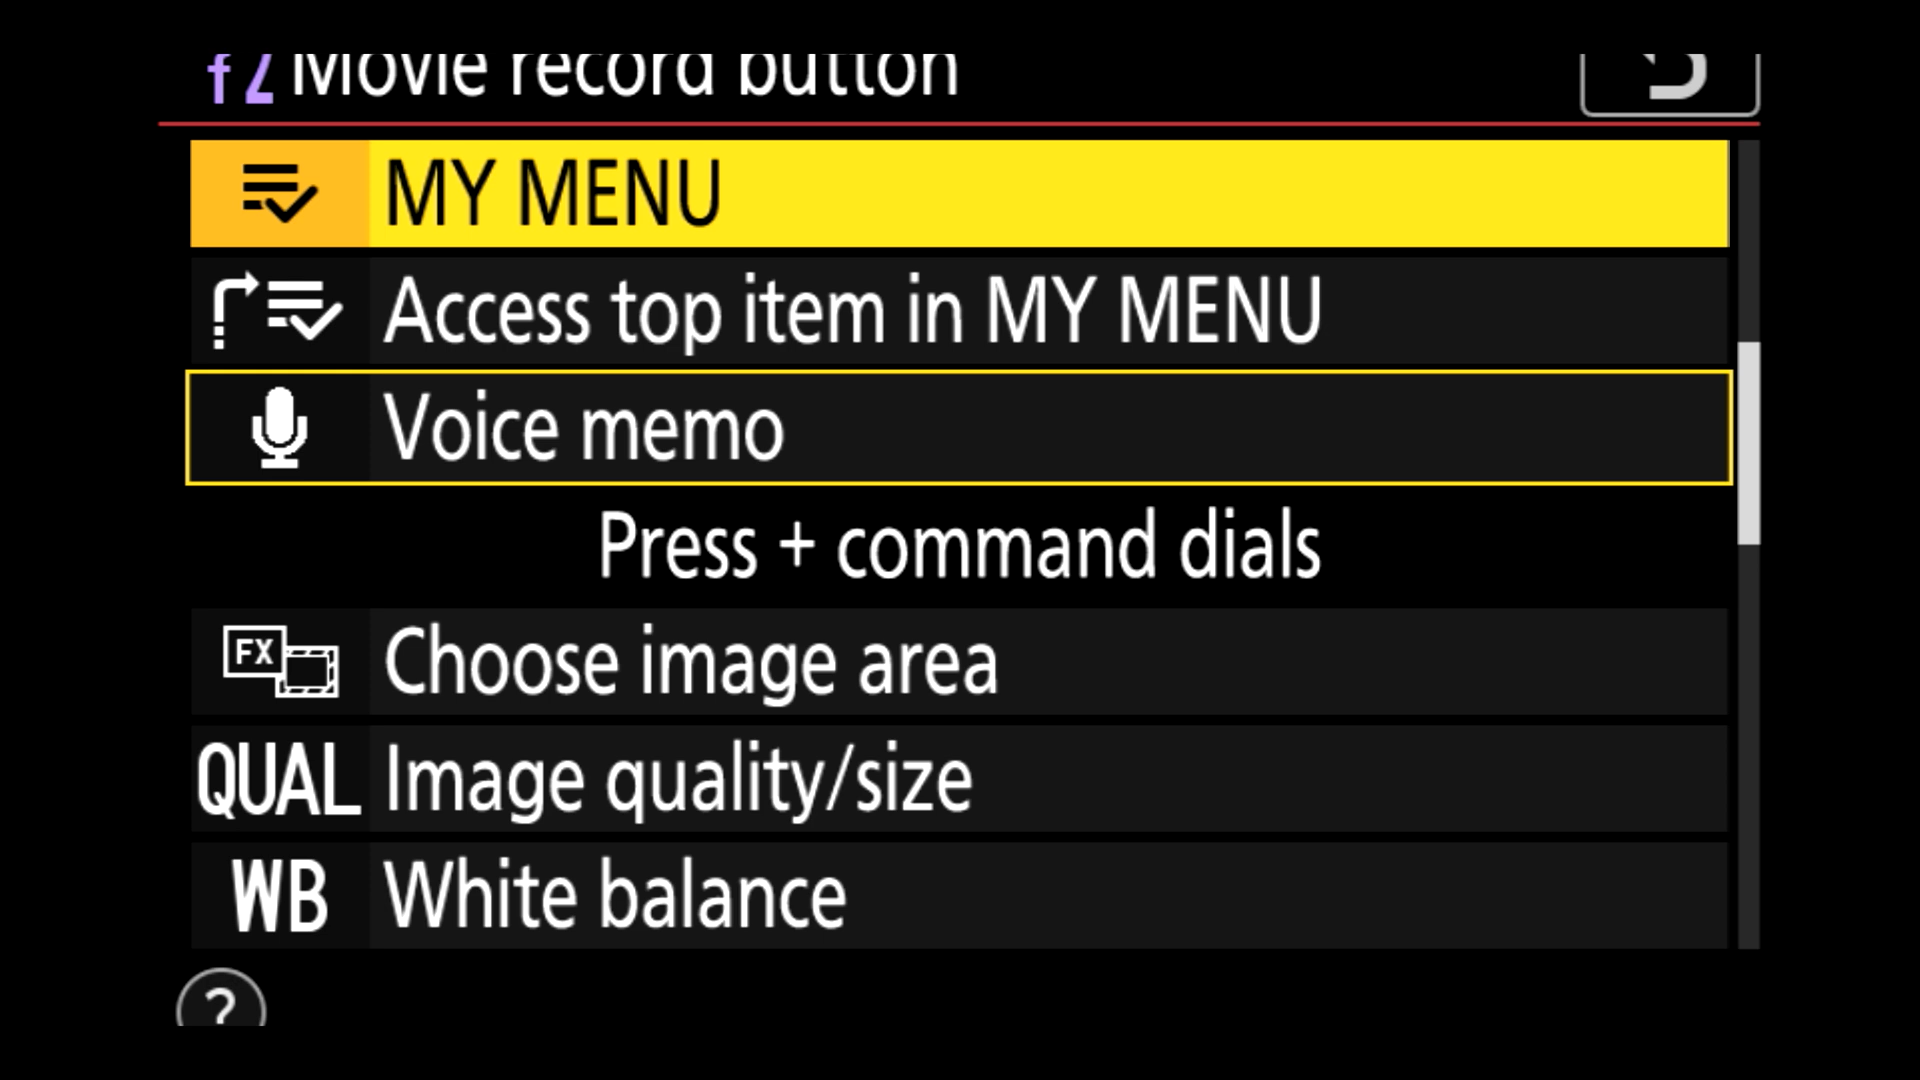 f2 Movie record button
MY MENU
Access top item in MY MENU
Voice memo
Press + command dials
FX Choose image area
QUAL Image quality/size
WB White balance
?